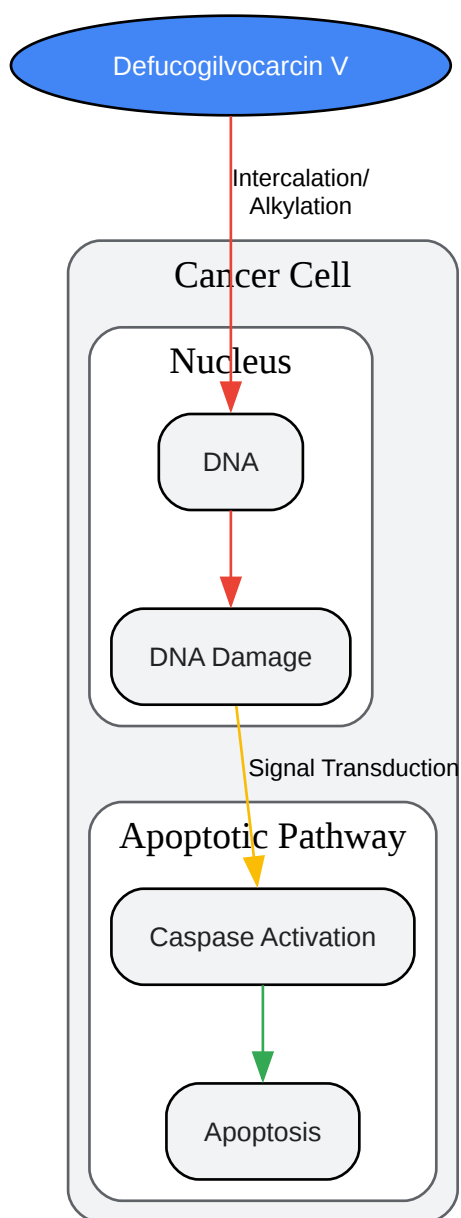 Defucogilvocarcin V
Intercalation/
Alkylation
Cancer Cell
Nucleus
DNA
DNA Damage
Signal Transduction
Apoptotic Pathway
Caspase Activation
Apoptosis